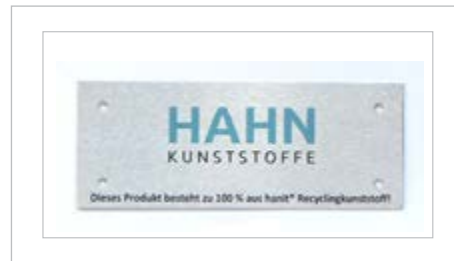 HAHN
KUNSTSTOFFE
Dieses Produkt besteht zu 100 % aus hanit® Recyclingkunststoff!